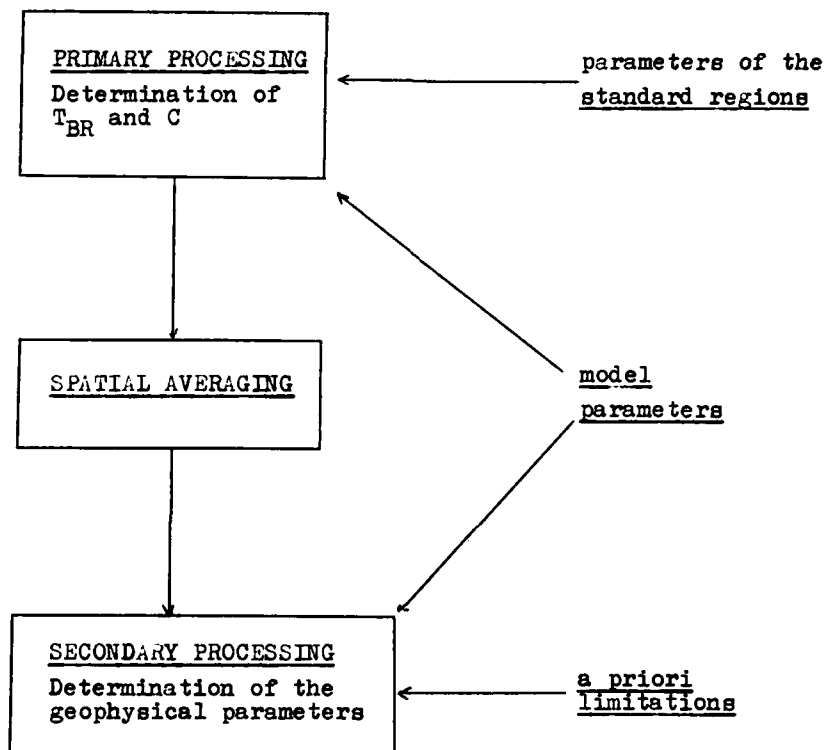 PRIMARY PROCESSING
Determination of
T_BR and C
parameters of the
standard regions
SPATIAL AVERAGING
model
parameters
SECONDARY PROCESSING
Determination of the
geophysical parameters
a priori
limitations